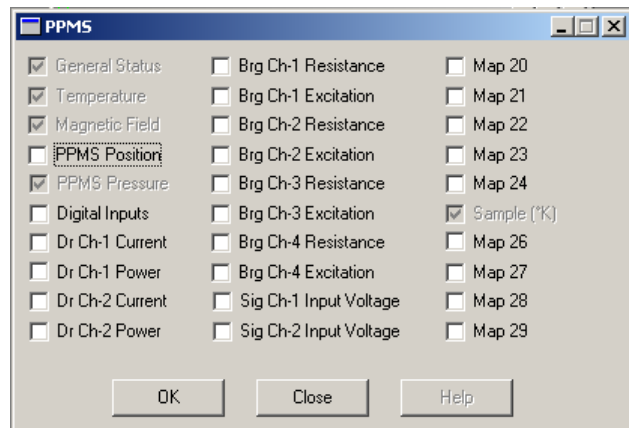 PPMS
General Status
Temperature
Magnetic Field
PPMS Position
PPMS Pressure
Digital Inputs
Dr Ch-1 Current
Dr Ch-1 Power
Dr Ch-2 Current
Dr Ch-2 Power
Brg Ch-1 Resistance
Brg Ch-1 Excitation
Brg Ch-2 Resistance
Brg Ch-2 Excitation
Brg Ch-3 Resistance
Brg Ch-3 Excitation
Brg Ch-4 Resistance
Brg Ch-4 Excitation
Sig Ch-1 Input Voltage
Sig Ch-2 Input Voltage
Map 20
Map 21
Map 22
Map 23
Map 24
Sample (°K)
Map 26
Map 27
Map 28
Map 29
OK
Close
Help